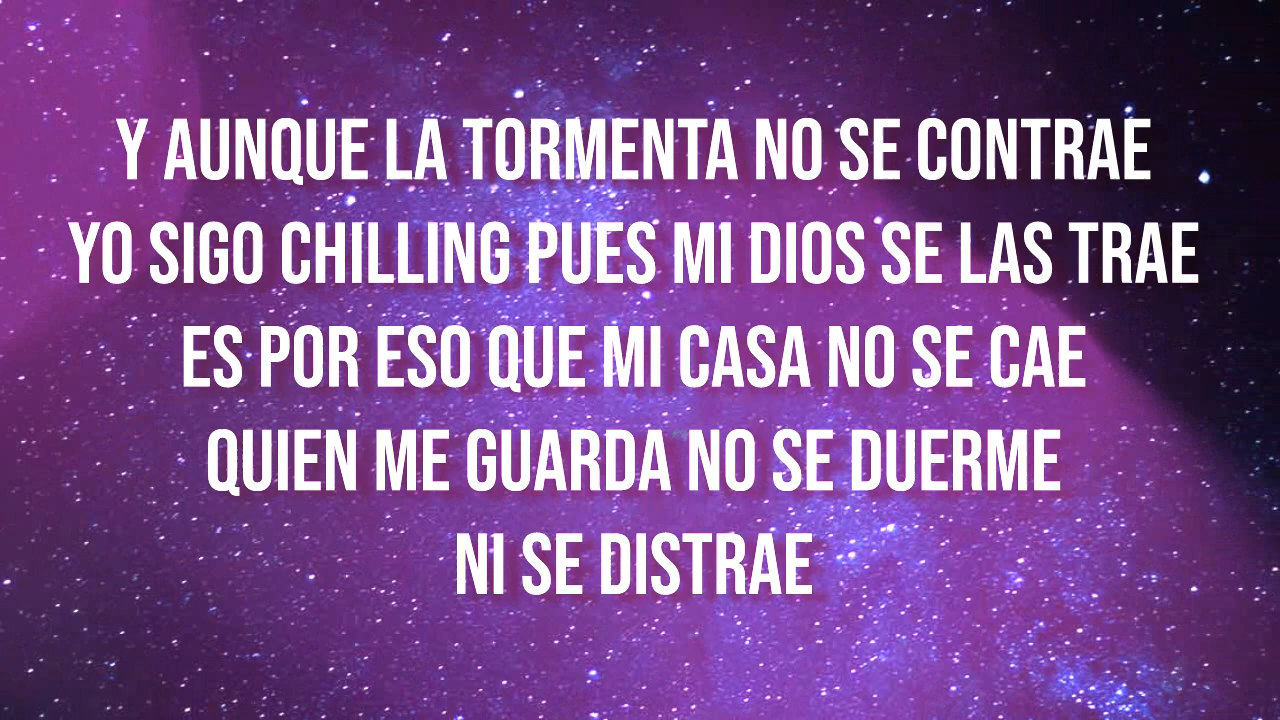 Y AUNQUE LA TORMENTA NO SE CONTRAE
YO SIGO CHILLING PUES MI DIOS SE LAS TRAE
ES POR ESO QUE MI CASA NO SE CAE
QUIEN ME GUARDA NO SE DUERME
NI SE DISTRAE